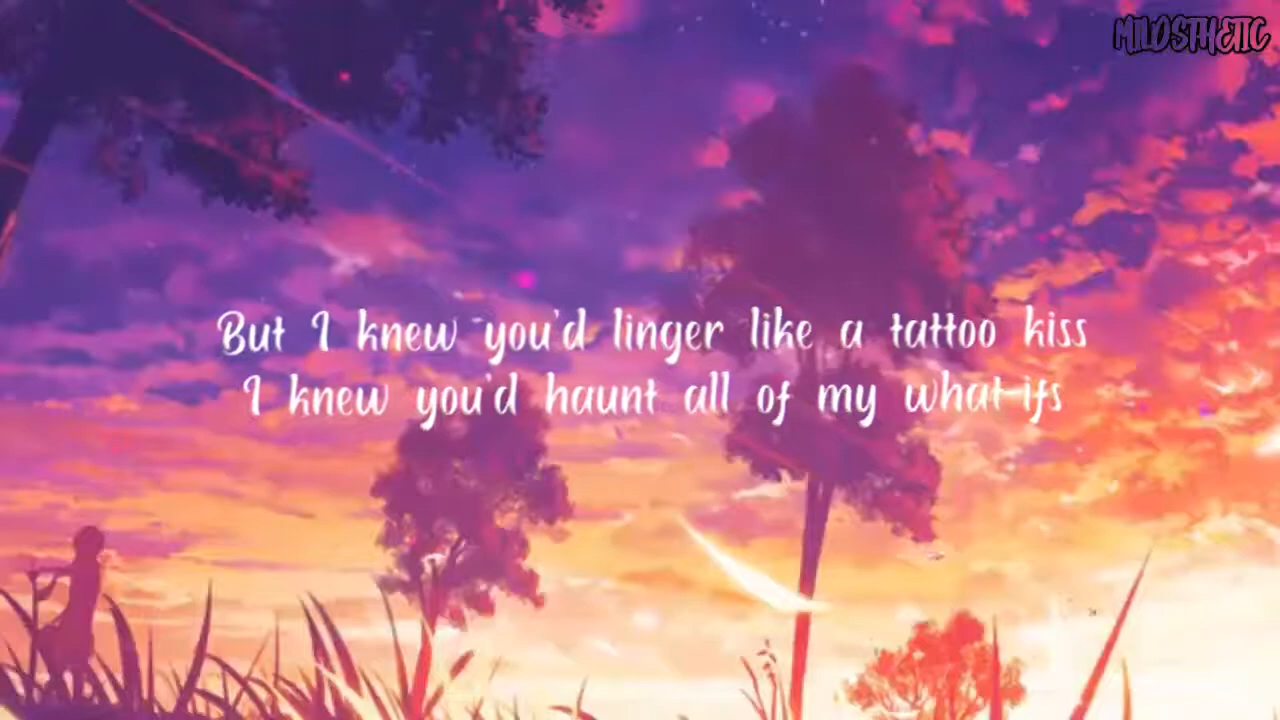 MILDSTHETIC
But I knew you'd linger like a tattoo kiss
I knew you'd haunt all of my what-ifs